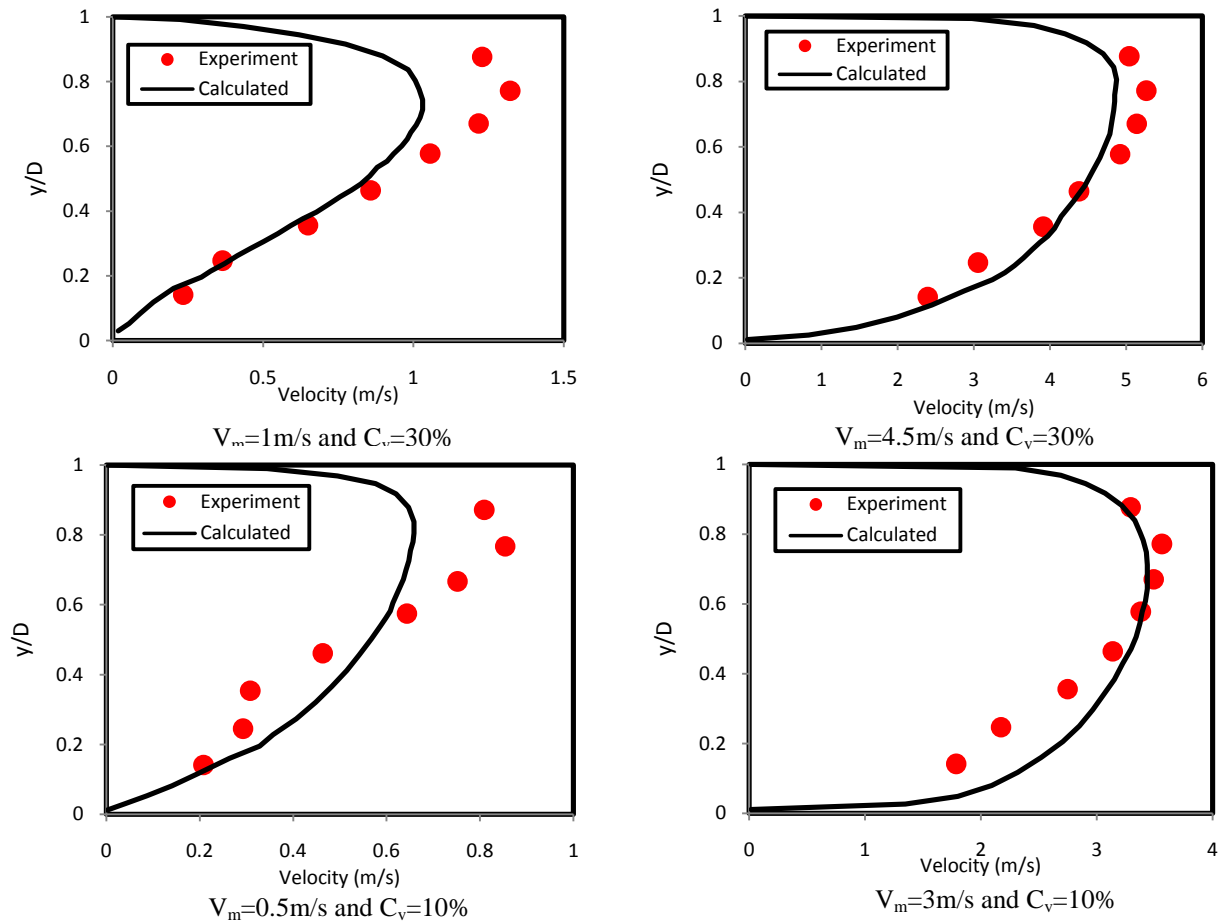 1
0.8
0.6
0.4
0.2
0
y/D
Experiment
Calculated
0 0.5 1 1.5
Velocity (m/s)
V_m=1m/s and C_v=30%
1
0.8
0.6
0.4
0.2
0
y/D
Experiment
Calculated
0 1 2 3 4 5 6
Velocity (m/s)
V_m=4.5m/s and C_v=30%
1
0.8
0.6
0.4
0.2
0
y/D
Experiment
Calculated
0 0.2 0.4 0.6 0.8 1
Velocity (m/s)
V_m=0.5m/s and C_v=10%
1
0.8
0.6
0.4
0.2
0
y/D
Experiment
Calculated
0 1 2 3 4
Velocity (m/s)
V_m=3m/s and C_v=10%